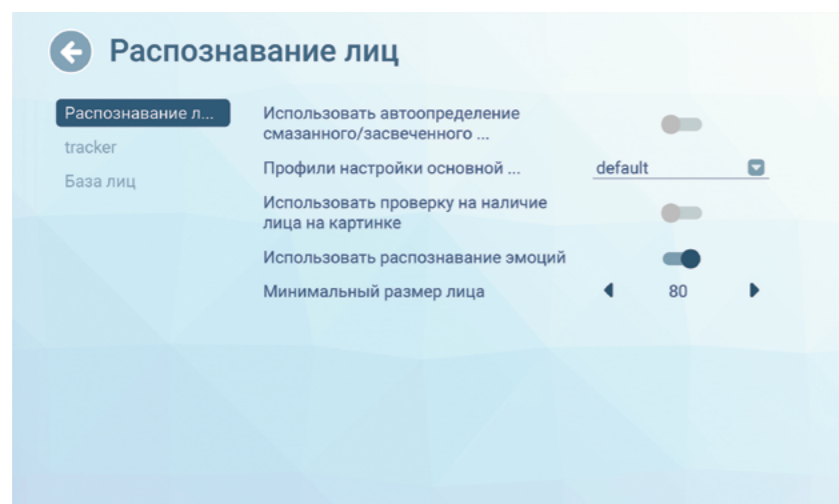 Распознавание лиц
Распознавание л...
tracker
База лиц
Использовать автоопределение
смазанного/засвеченного ...
Профили настройки основной ...
default
Использовать проверку на наличие
лица на картинке
Использовать распознавание эмоций
Минимальный размер лица
80